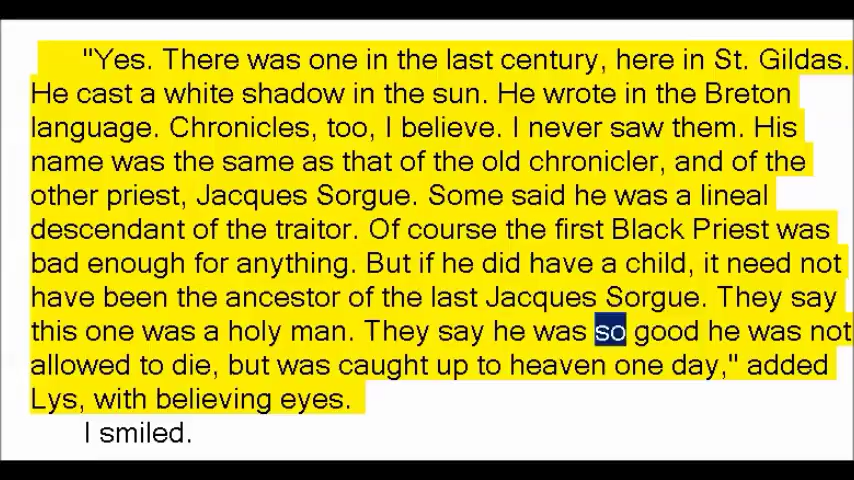 "Yes. There was one in the last century, here in St. Gildas.
He cast a white shadow in the sun. He wrote in the Breton
language. Chronicles, too, I believe. I never saw them. His
name was the same as that of the old chronicler, and of the
other priest, Jacques Sorgue. Some said he was a lineal
descendant of the traitor. Of course the first Black Priest was
bad enough for anything. But if he did have a child, it need not
have been the ancestor of the last Jacques Sorgue. They say
this one was a holy man. They say he was so good he was not
allowed to die, but was caught up to heaven one day," added
Lys, with believing eyes.
I smiled.